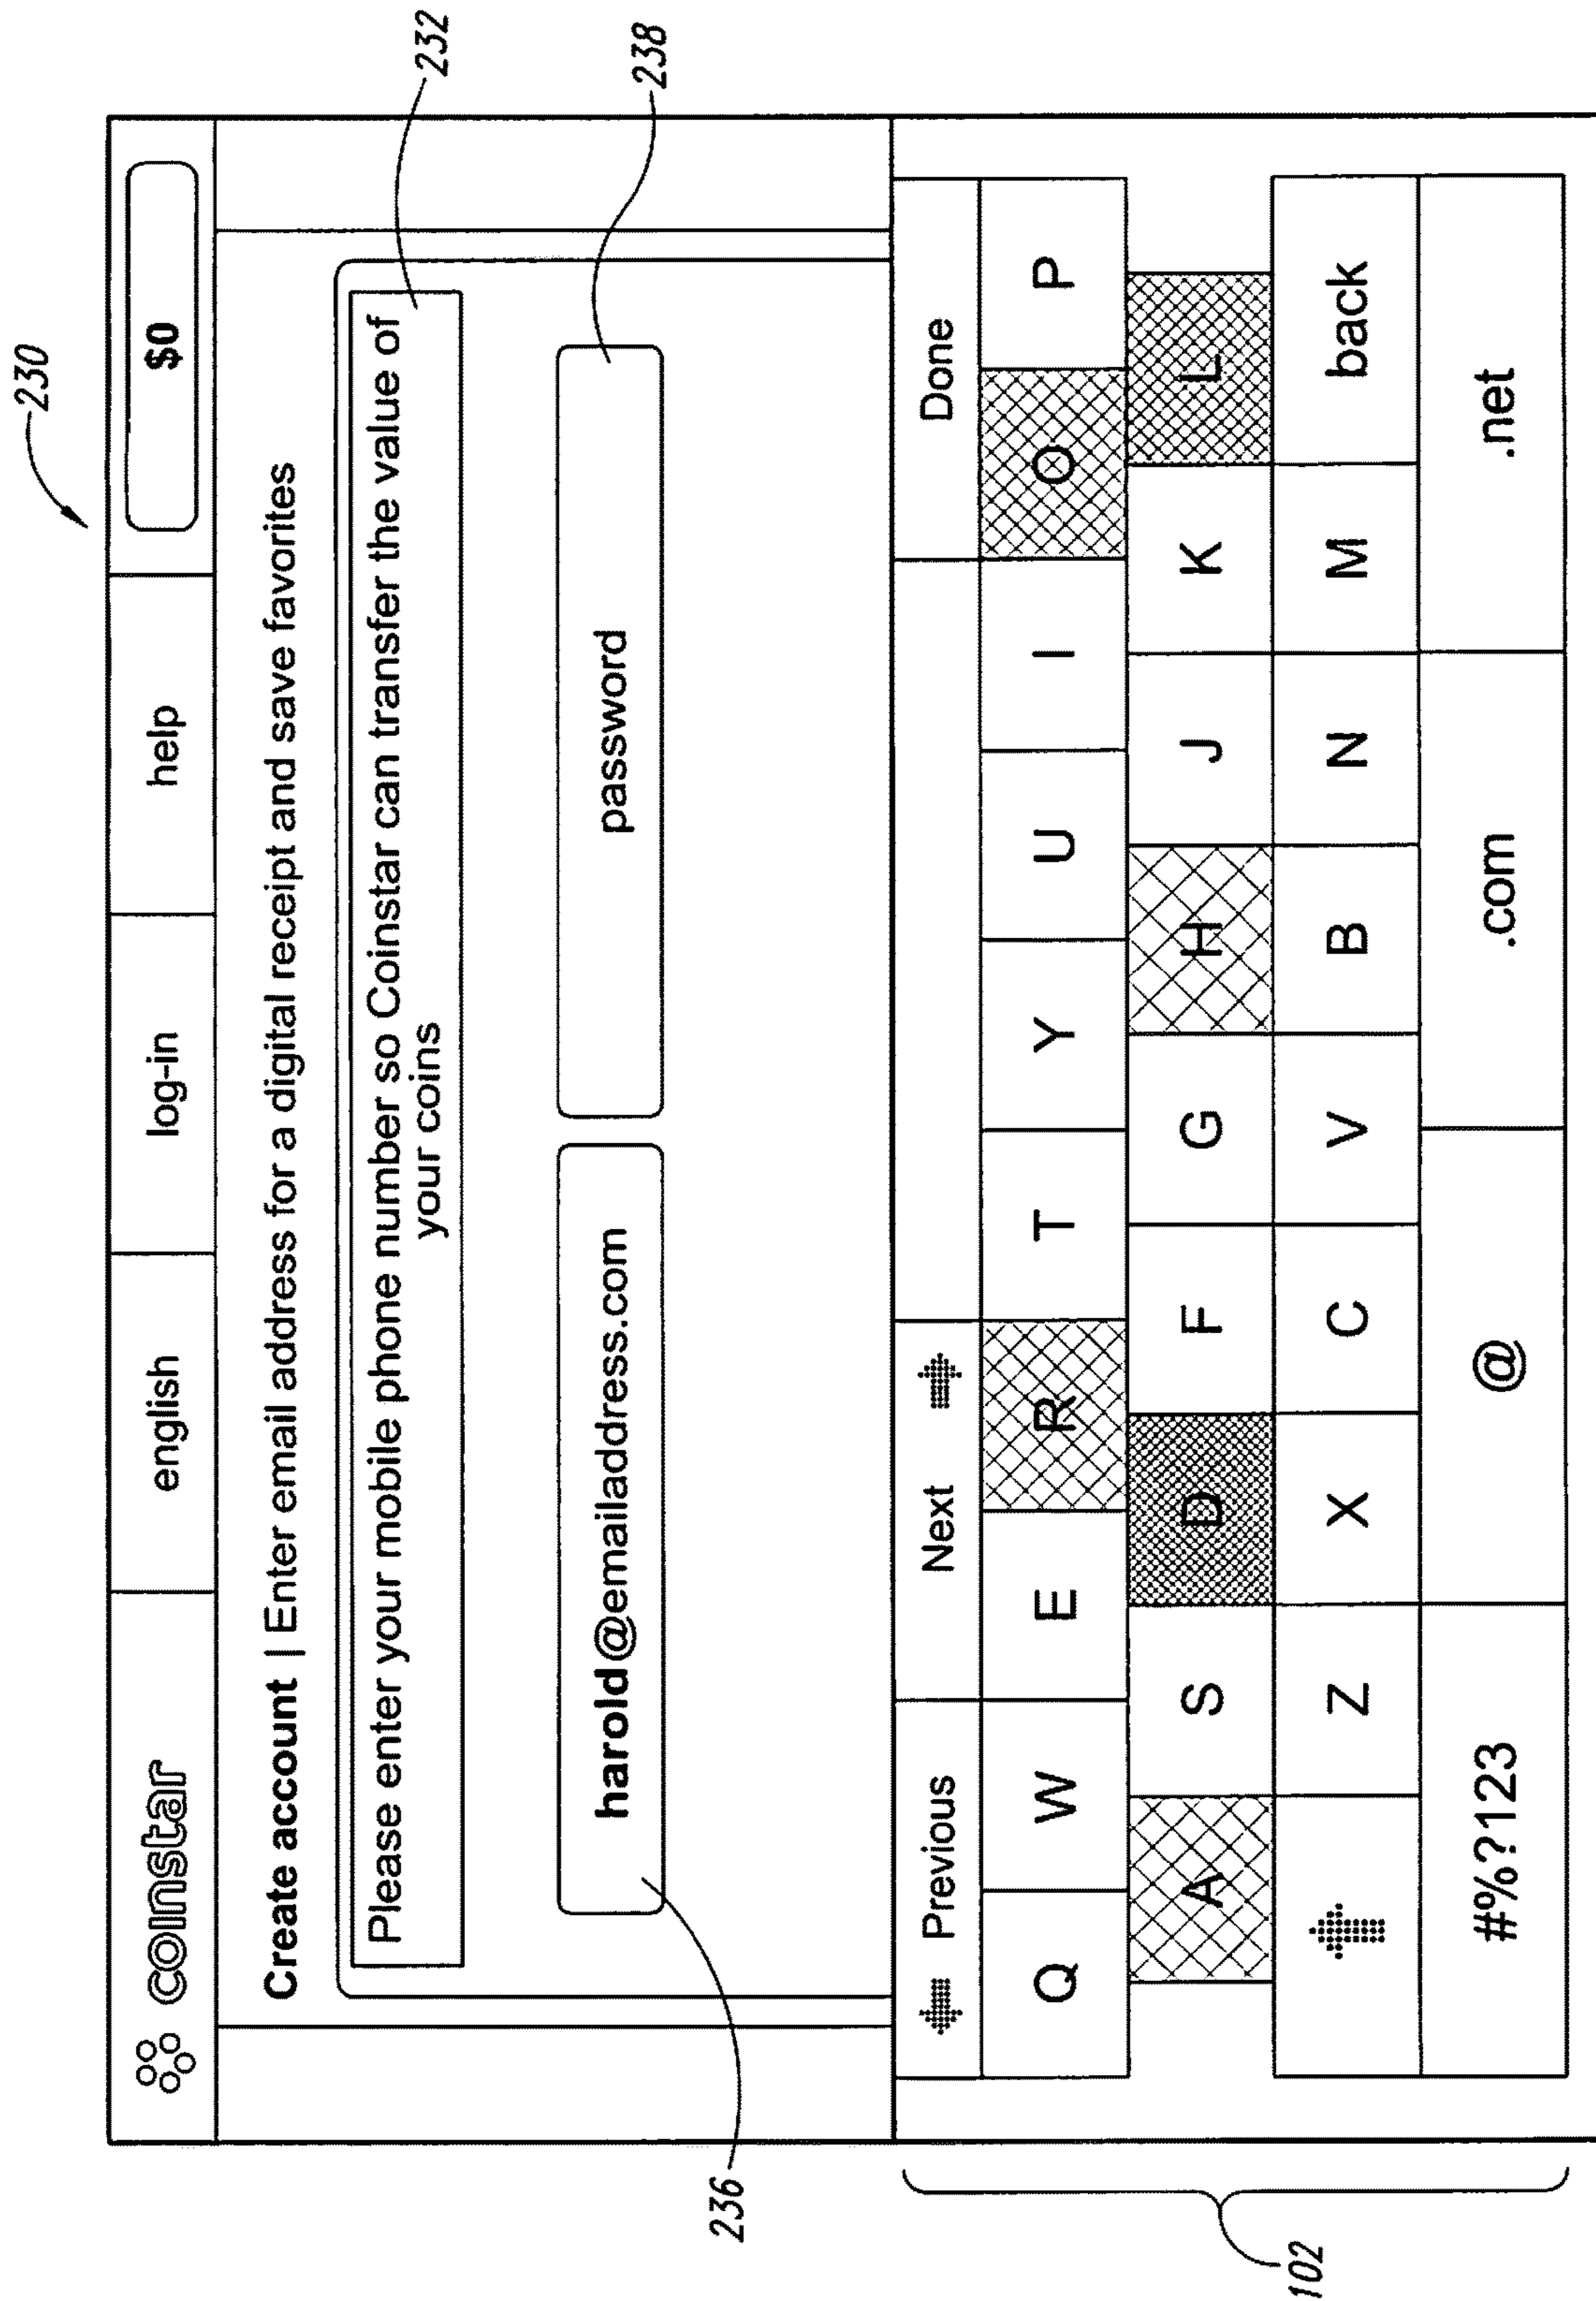 230
coinstar english log-in help $0
Create account | Enter email address for a digital receipt and save favorites
Please enter your mobile phone number so Coinstar can transfer the value of
your coins
232
harold@emailaddress.com password
236
238
Previous Next Done
Q W E R T Y U I O P
A S D F G H J K L
Z X C V B N M back
#%?123 @ .com .net
102